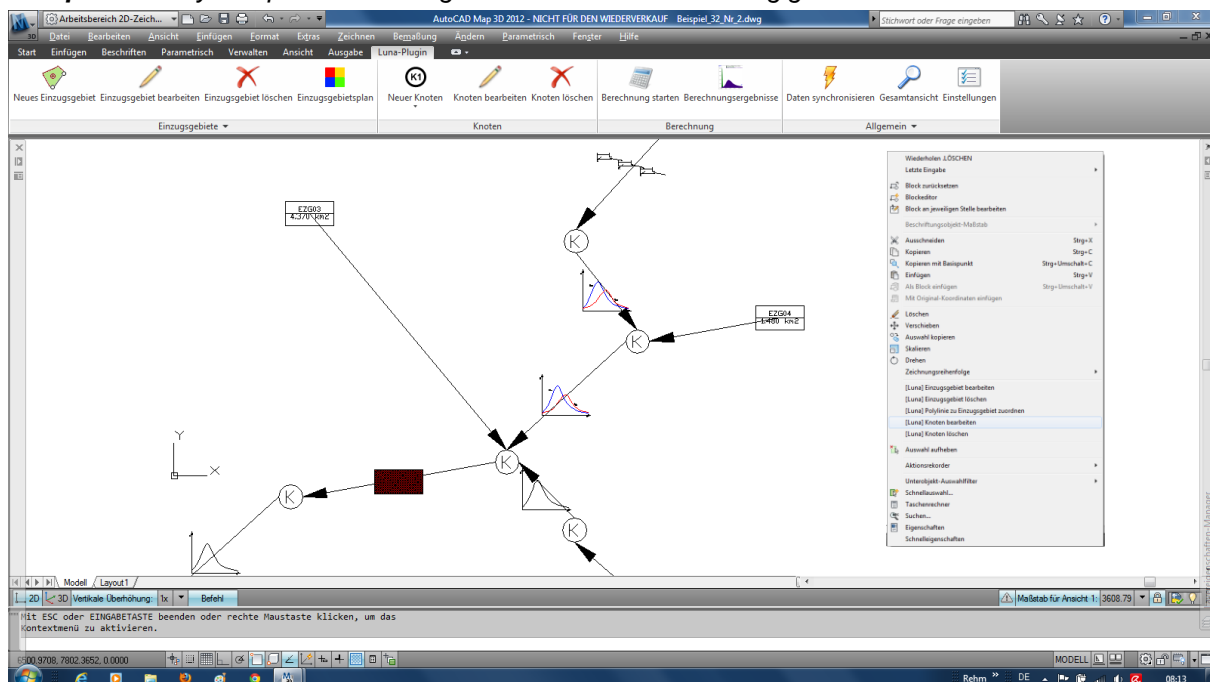 Arbeitsbereich 2D-Zeich...
AutoCAD Map 3D 2012 - NICHT FÜR DEN WIEDERVERKAUF Beispiel_32_Nr_2.dwg
Stichwort oder Frage eingeben
30 Datei Bearbeiten Ansicht Einfügen Format Extras Zeichnen Bemaßung Ändern Parametrisch Fenster Hilfe
Start Einfügen Beschriften Parametrisch Verwalten Ansicht Ausgabe Luna-Plugin
K1
Neues Einzugsgebiet Einzugsgebiet bearbeiten Einzugsgebiet löschen Einzugsgebietsplan Neuer Knoten Knoten bearbeiten Knoten löschen Berechnung starten Berechnungsergebnisse Daten synchronisieren Gesamtansicht Einstellungen
Einzugsgebiete Knoten Berechnung Allgemein
EZG03
4.370 km2
K
K
EZG04
1.480 km2
K
K
K
Y
X
Wiederholen .LÖSCHEN
Letzte Eingabe
Block zurücksetzen
Blockeditor
Block an jeweiligen Stelle bearbeiten
Beschriftungsobjekt-Maßstab
Ausschneiden Strg+X
Kopieren Strg+C
Kopieren mit Basispunkt Strg+Umschalt+C
Einfügen Strg+V
Als Block einfügen Strg+Umschalt+V
Mit Original-Koordinaten einfügen
Löschen
Verschieben
Auswahl kopieren
Skalieren
Drehen
Zeichnungsreihenfolge
[Luna] Einzugsgebiet bearbeiten
[Luna] Einzugsgebiet löschen
[Luna] Polylinie zu Einzugsgebiet zuordnen
[Luna] Knoten bearbeiten
[Luna] Knoten löschen
Auswahl aufheben
Aktionsrekorder
Unterobjekt-Auswahlfilter
Schnellauswahl...
Taschenrechner
Suchen...
Eigenschaften
Schnelleigenschaften
Modell Layout1
2D 3D Vertikale Überhöhung: 1x Befehl
Maßstab für Ansicht 1: 3608.79
Mit ESC oder EINGABETASTE beenden oder rechte Maustaste klicken, um das
Kontextmenü zu aktivieren.
7802.3652, 0.0000
MODELL
Rehm DE 08:13